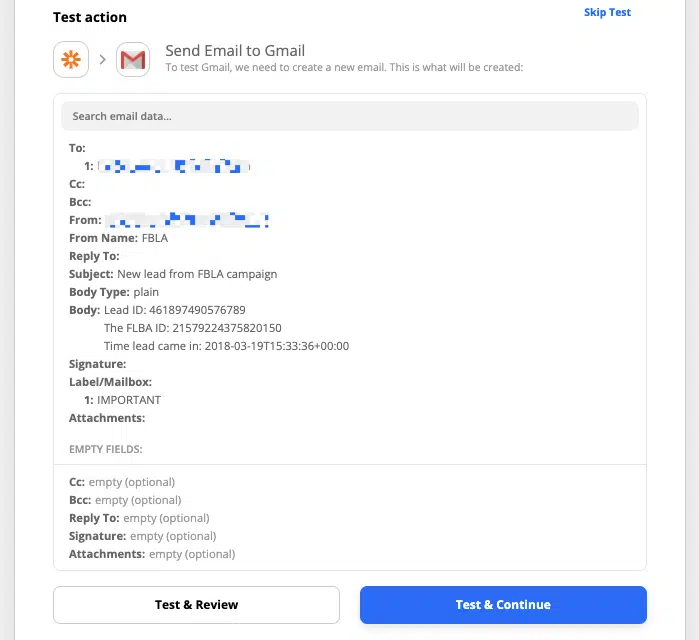 Test action
Skip Test
Send Email to Gmail
To test Gmail, we need to create a new email. This is what will be created:
Search email data...
To:
1:
Cc:
Bcc:
From:
From Name: FBLA
Reply To:
Subject: New lead from FBLA campaign
Body Type: plain
Body: Lead ID: 461897490576789
The FLBA ID: 21579224375820150
Time lead came in: 2018-03-19T15:33:36+00:00
Signature:
Label/Mailbox:
1: IMPORTANT
Attachments:
EMPTY FIELDS:
Cc: empty (optional)
Bcc: empty (optional)
Reply To: empty (optional)
Signature: empty (optional)
Attachments: empty (optional)
Test & Review
Test & Continue